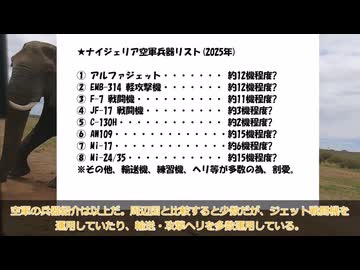 ★ナイジェリア空軍兵器リスト(2025年)
① アルファジェット・・・・・・・ 約12機程度?
② EMB-314 軽攻撃機・・・・・・ 約12機程度?
③ F-7 戦闘機・・・・・・・・・ 約11機程度?
④ JF-17 戦闘機・・・・・・・・ 約3機程度?
⑤ C-130H・・・・・・・・・・・ 約2機程度?
⑥ AW109・・・・・・・・・・・・ 約15機程度?
⑦ Mi-17・・・・・・・・・・・・ 約6機程度?
⑧ Mi-24/35・・・・・・・・・・ 約15機程度?
※その他、輸送機、練習機、ヘリ等が多数の為、割愛。
空軍の兵器紹介は以上だ。周辺国と比較すると少数だが、ジェット戦闘機を
運用していたり、輸送・攻撃ヘリを多数運用している。